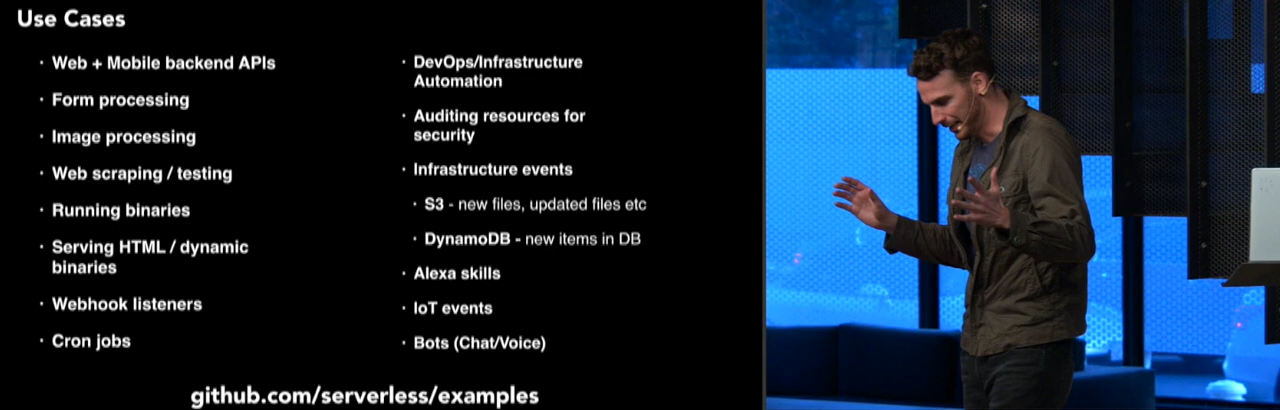 Use Cases
· Web + Mobile backend APIs
· Form processing
· Image processing
· Web scraping / testing
· Running binaries
· Serving HTML / dynamic
binaries
· Webhook listeners
· Cron jobs
· DevOps/Infrastructure
Automation
· Auditing resources for
security
· Infrastructure events
· S3 - new files, updated files etc
· DynamoDB - new items in DB
· Alexa skills
· IoT events
· Bots (Chat/Voice)
github.com/serverless/examples